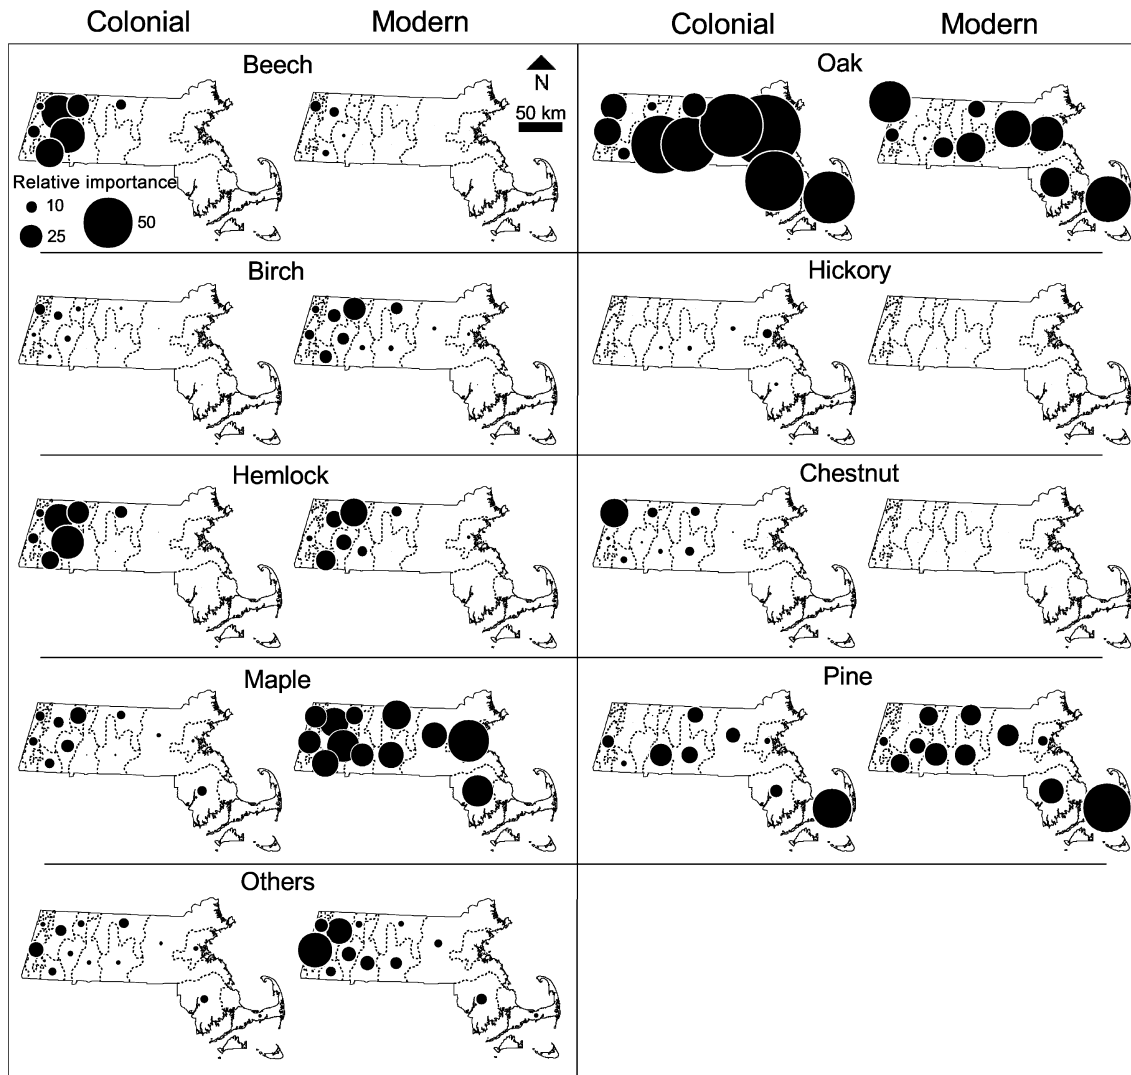 Colonial Modern Colonial Modern
Beech
N
50 km
Oak
Relative importance
10
50
25
Birch
Hickory
Hemlock
Chestnut
Maple
Pine
Others